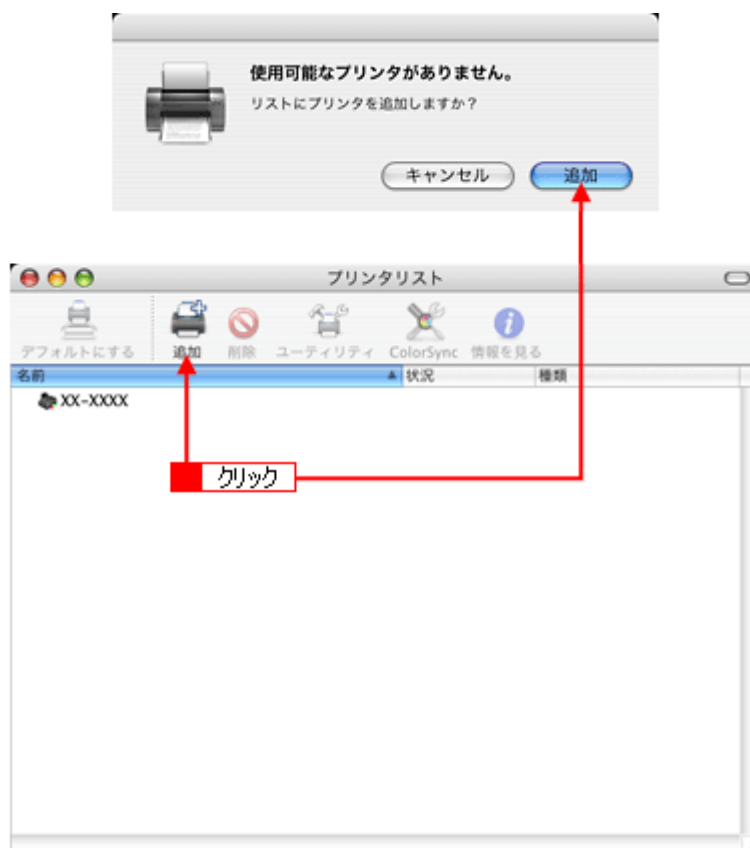 使用可能なプリンタがありません。
リストにプリンタを追加しますか？
キャンセル 追加
プリンタリスト
デフォルトにする 追加 削除 ユーティリティ ColorSync 情報を見る
名前 状況 種類
XX-XXXX
クリック